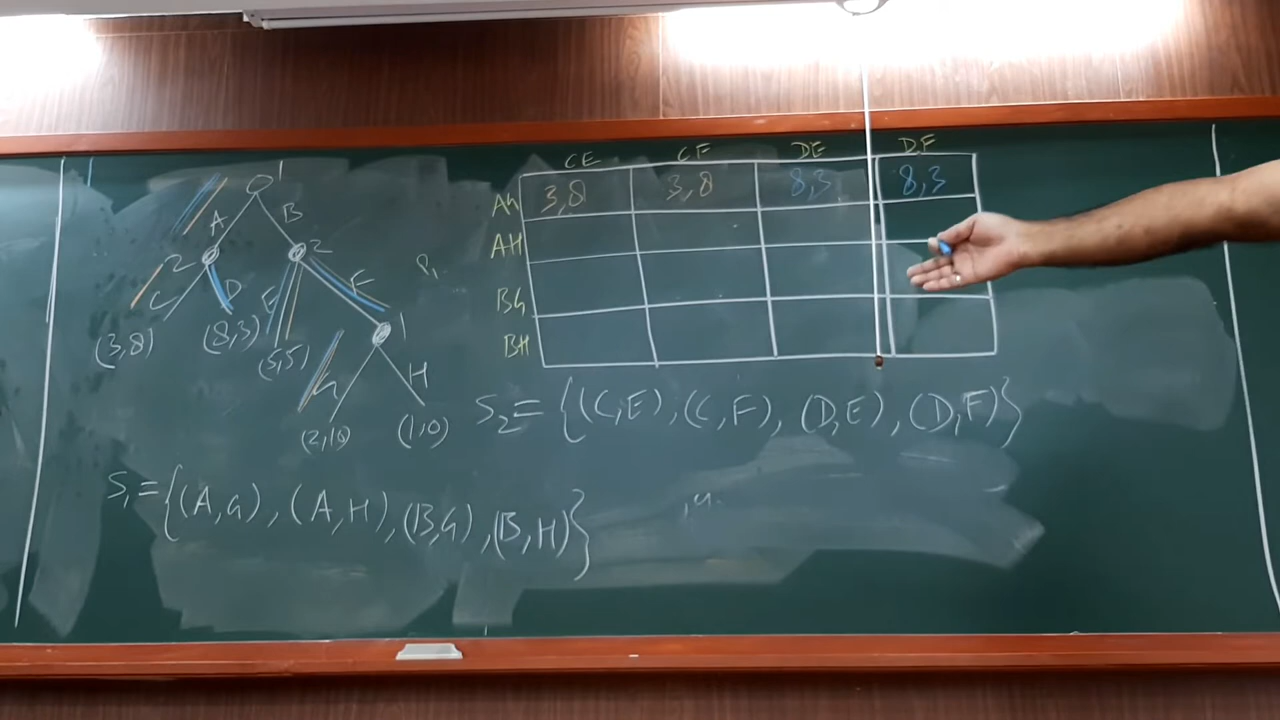 1
A B
2 2
C D E F
(3,8) (8,3) (5,5) 1
G H
(2,10) (1,0)
P1.
CE CF DE DF
AG 3,8 3,8 8,3 8,3
AH
BG
BH
S2 = {(C,E), (C,F), (D,E), (D,F)}
S1 = {(A,G), (A,H), (B,G), (B,H)}